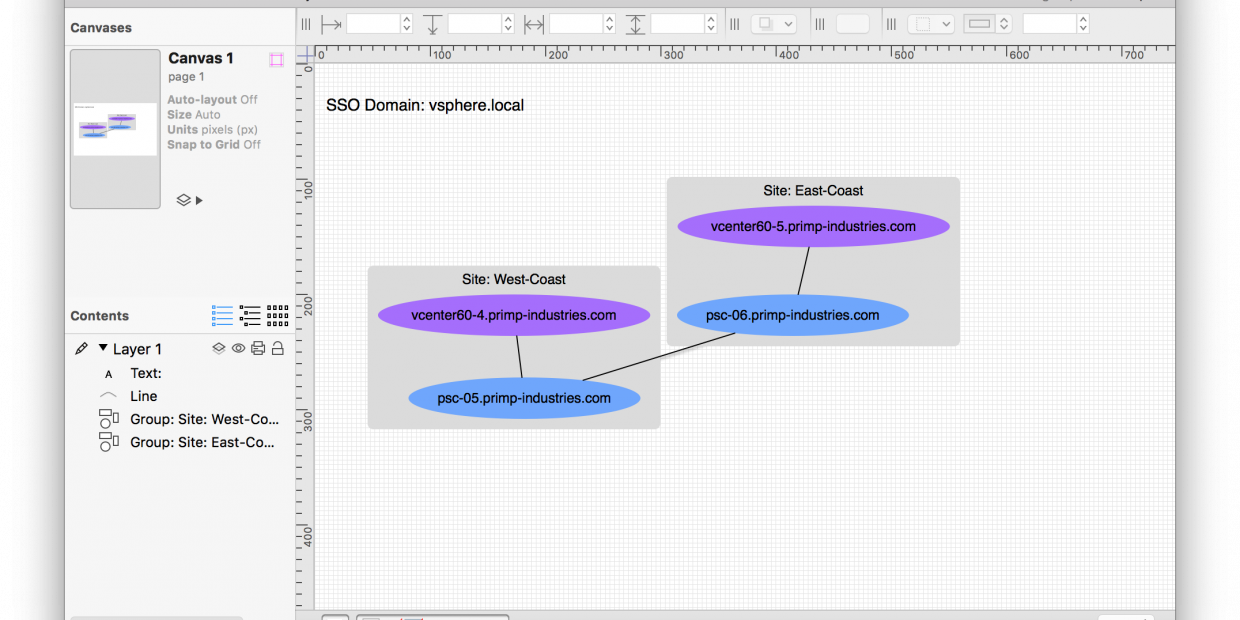 Canvases
Canvas 1
page 1
Auto-layout Off
Size Auto
Units pixels (px)
Snap to Grid Off
Contents
Layer 1
A Text:
Line
Group: Site: West-Co...
Group: Site: East-Co...
0 100 200 300 400 500 600 700
0
100
200
300
400
SSO Domain: vsphere.local
Site: East-Coast
vcenter60-5.primp-industries.com
psc-06.primp-industries.com
Site: West-Coast
vcenter60-4.primp-industries.com
psc-05.primp-industries.com